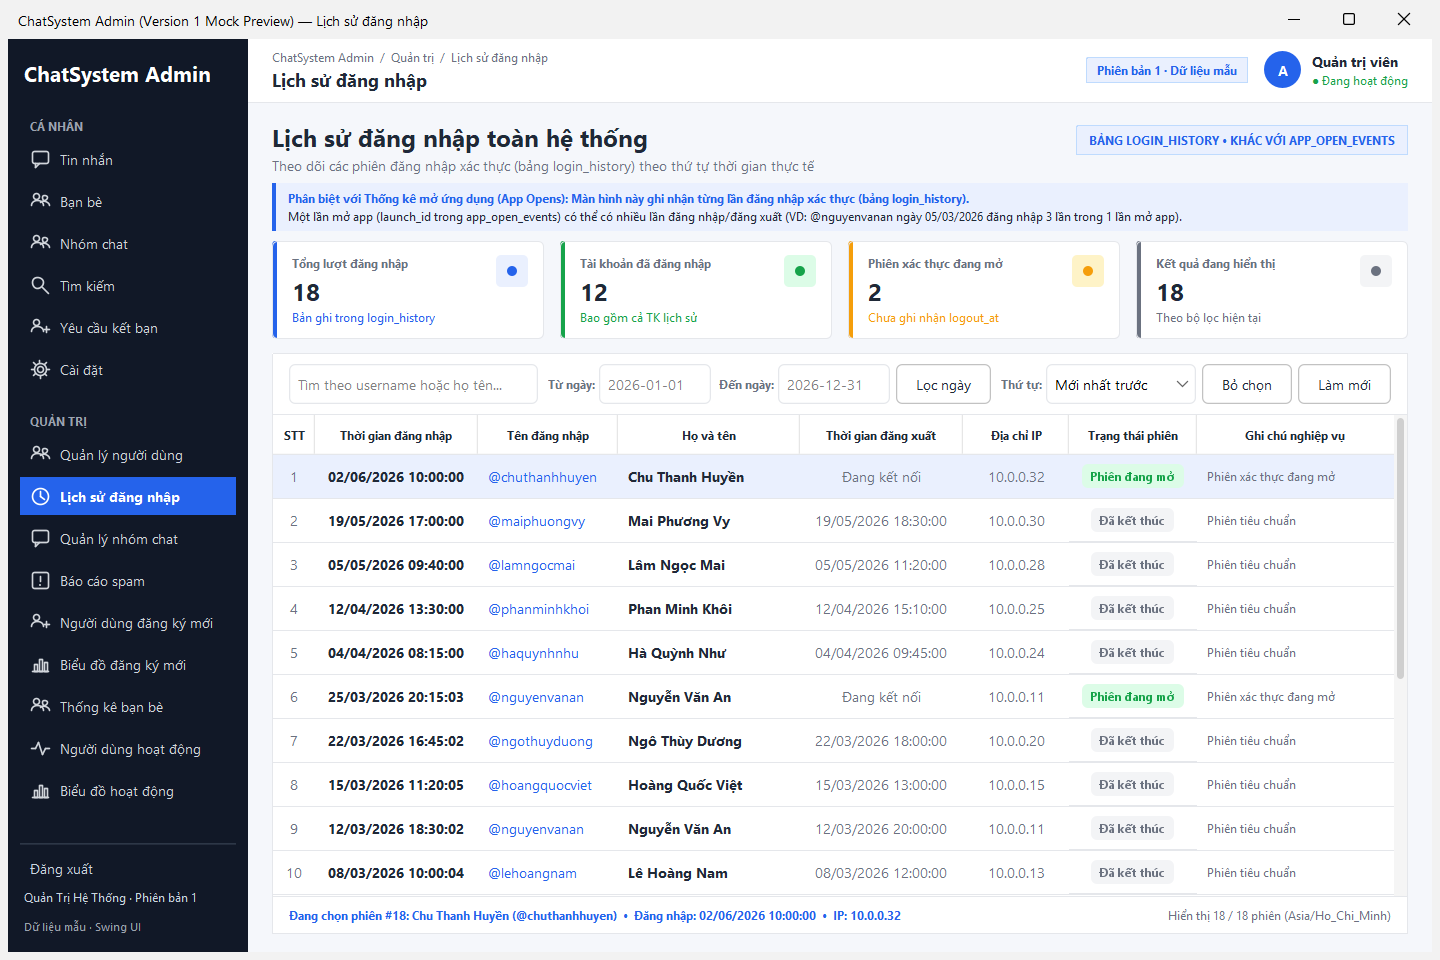 ChatSystem Admin (Version 1 Mock Preview) — Lịch sử đăng nhập
ChatSystem Admin
CÁ NHÂN
Tin nhắn
Bạn bè
Nhóm chat
Tìm kiếm
Yêu cầu kết bạn
Cài đặt
QUẢN TRỊ
Quản lý người dùng
Lịch sử đăng nhập
Quản lý nhóm chat
Báo cáo spam
Người dùng đăng ký mới
Biểu đồ đăng ký mới
Thống kê bạn bè
Người dùng hoạt động
Biểu đồ hoạt động
Đăng xuất
Quản Trị Hệ Thống · Phiên bản 1
Dữ liệu mẫu · Swing UI
ChatSystem Admin / Quản trị / Lịch sử đăng nhập
Lịch sử đăng nhập
Phiên bản 1 · Dữ liệu mẫu
A
Quản trị viên
● Đang hoạt động
Lịch sử đăng nhập toàn hệ thống
Theo dõi các phiên đăng nhập xác thực (bảng login_history) theo thứ tự thời gian thực tế
BẢNG LOGIN_HISTORY • KHÁC VỚI APP_OPEN_EVENTS
Phân biệt với Thống kê mở ứng dụng (App Opens): Màn hình này ghi nhận từng lần đăng nhập xác thực (bảng login_history).
Một lần mở app (launch_id trong app_open_events) có thể có nhiều lần đăng nhập/đăng xuất (VD: @nguyenvanan ngày 05/03/2026 đăng nhập 3 lần trong 1 lần mở app).
Tổng lượt đăng nhập
18
Bản ghi trong login_history
Tài khoản đã đăng nhập
12
Bao gồm cả TK lịch sử
Phiên xác thực đang mở
2
Chưa ghi nhận logout_at
Kết quả đang hiển thị
18
Theo bộ lọc hiện tại
Tìm theo username hoặc họ tên... Từ ngày: 2026-01-01 Đến ngày: 2026-12-31 Lọc ngày Thứ tự: Mới nhất trước Bỏ chọn Làm mới
STT Thời gian đăng nhập Tên đăng nhập Họ và tên Thời gian đăng xuất Địa chỉ IP Trạng thái phiên Ghi chú nghiệp vụ
1 02/06/2026 10:00:00 @chuthanhhuyen Chu Thanh Huyền Đang kết nối 10.0.0.32 Phiên đang mở Phiên xác thực đang mở
2 19/05/2026 17:00:00 @maiphuongvy Mai Phương Vy 19/05/2026 18:30:00 10.0.0.30 Đã kết thúc Phiên tiêu chuẩn
3 05/05/2026 09:40:00 @lamngocmai Lâm Ngọc Mai 05/05/2026 11:20:00 10.0.0.28 Đã kết thúc Phiên tiêu chuẩn
4 12/04/2026 13:30:00 @phanminhkhoi Phan Minh Khôi 12/04/2026 15:10:00 10.0.0.25 Đã kết thúc Phiên tiêu chuẩn
5 04/04/2026 08:15:00 @haquynhnhu Hà Quỳnh Như 04/04/2026 09:45:00 10.0.0.24 Đã kết thúc Phiên tiêu chuẩn
6 25/03/2026 20:15:03 @nguyenvanan Nguyễn Văn An Đang kết nối 10.0.0.11 Phiên đang mở Phiên xác thực đang mở
7 22/03/2026 16:45:02 @ngothuyduong Ngô Thùy Dương 22/03/2026 18:00:00 10.0.0.20 Đã kết thúc Phiên tiêu chuẩn
8 15/03/2026 11:20:05 @hoangquocviet Hoàng Quốc Việt 15/03/2026 13:00:00 10.0.0.15 Đã kết thúc Phiên tiêu chuẩn
9 12/03/2026 18:30:02 @nguyenvanan Nguyễn Văn An 12/03/2026 20:00:00 10.0.0.11 Đã kết thúc Phiên tiêu chuẩn
10 08/03/2026 10:00:04 @lehoangnam Lê Hoàng Nam 08/03/2026 12:00:00 10.0.0.13 Đã kết thúc Phiên tiêu chuẩn
Đang chọn phiên #18: Chu Thanh Huyền (@chuthanhhuyen) • Đăng nhập: 02/06/2026 10:00:00 • IP: 10.0.0.32
Hiển thị 18 / 18 phiên (Asia/Ho_Chi_Minh)